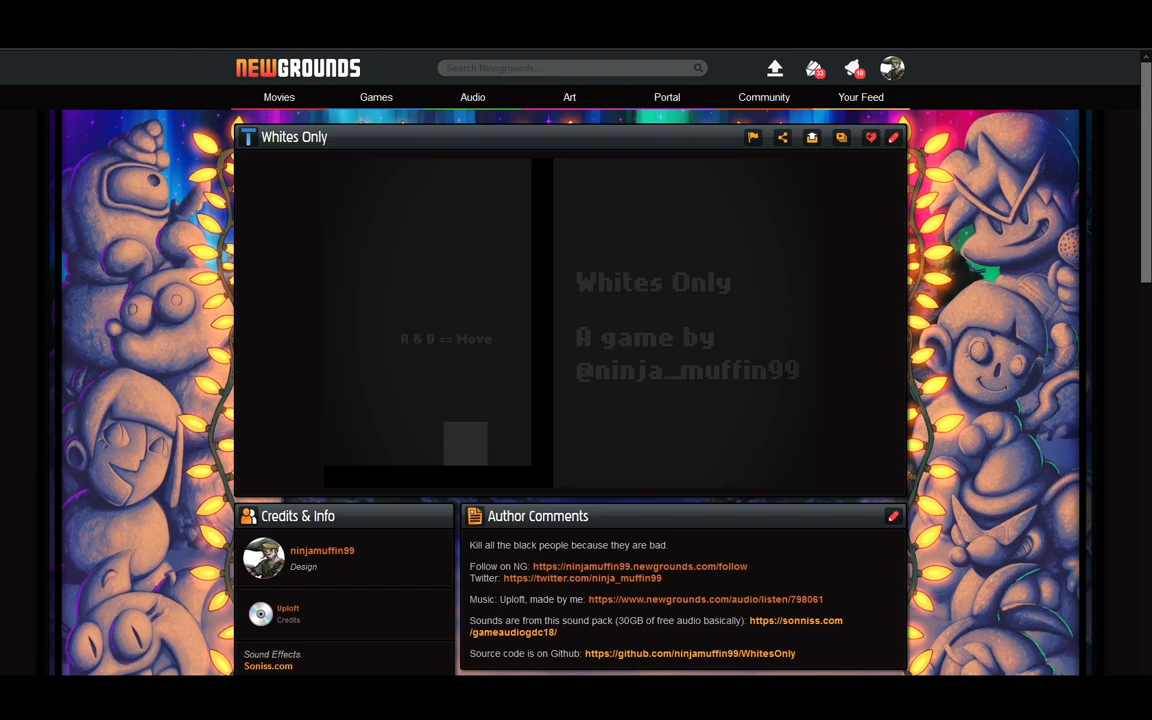 NEWGROUNDS
Search Newgrounds...
33
10
Movies
Games
Audio
Art
Portal
Community
Your Feed
Whites Only
A & D == Move
Whites Only
A game by
@ninja_muffin99
Credits & Info
ninjamuffin99
Design
Uploft
Credits
Sound Effects
Soniss.com
Author Comments
Kill all the black people because they are bad.
Follow on NG: https://ninjamuffin99.newgrounds.com/follow
Twitter: https://twitter.com/ninja_muffin99
Music: Uploft, made by me: https://www.newgrounds.com/audio/listen/798061
Sounds are from this sound pack (30GB of free audio basically): https://sonniss.com
/gameaudiogdc18/
Source code is on Github: https://github.com/ninjamuffin99/WhitesOnly